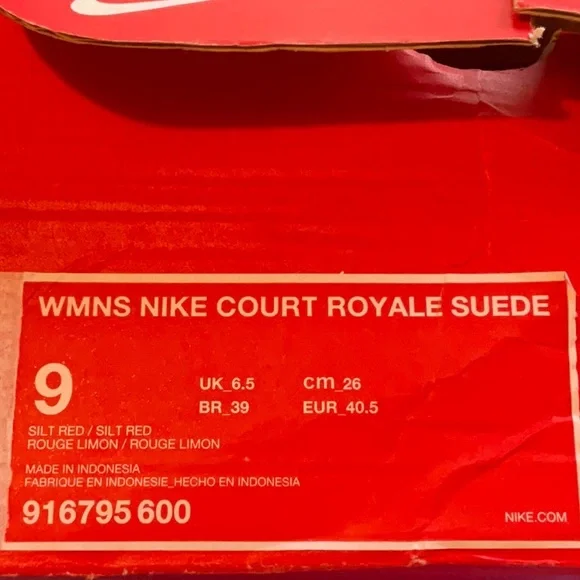 WMNS NIKE COURT ROYALE SUEDE
9
UK_6.5 cm_26
BR_39 EUR_40.5
SILT RED / SILT RED
ROUGE LIMON / ROUGE LIMON
MADE IN INDONESIA
FABRIQUE EN INDONESIE_HECHO EN INDONESIA
916795 600
NIKE.COM